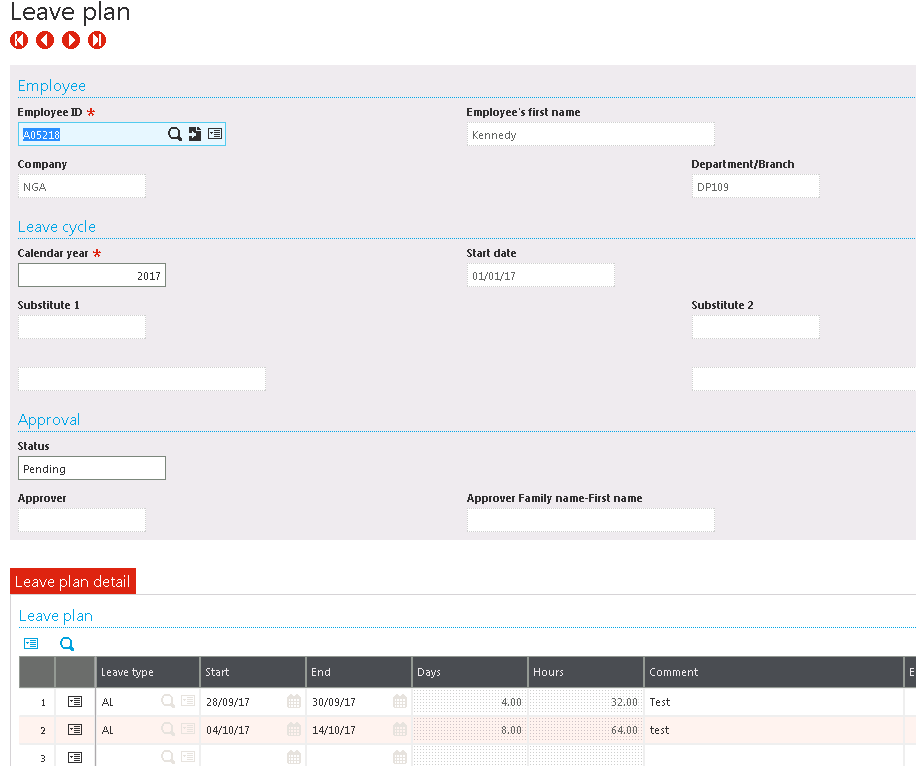 Leave plan
Employee
Employee ID * Employee's first name
A05218 Kennedy
Company Department/Branch
NGA DP109
Leave cycle
Calendar year * Start date
2017 01/01/17
Substitute 1 Substitute 2
Approval
Status
Pending
Approver Approver Family name-First name
Leave plan detail
Leave plan
Leave type Start End Days Hours Comment E
1 AL 28/09/17 30/09/17 4.00 32.00 Test
2 AL 04/10/17 14/10/17 8.00 64.00 test
3